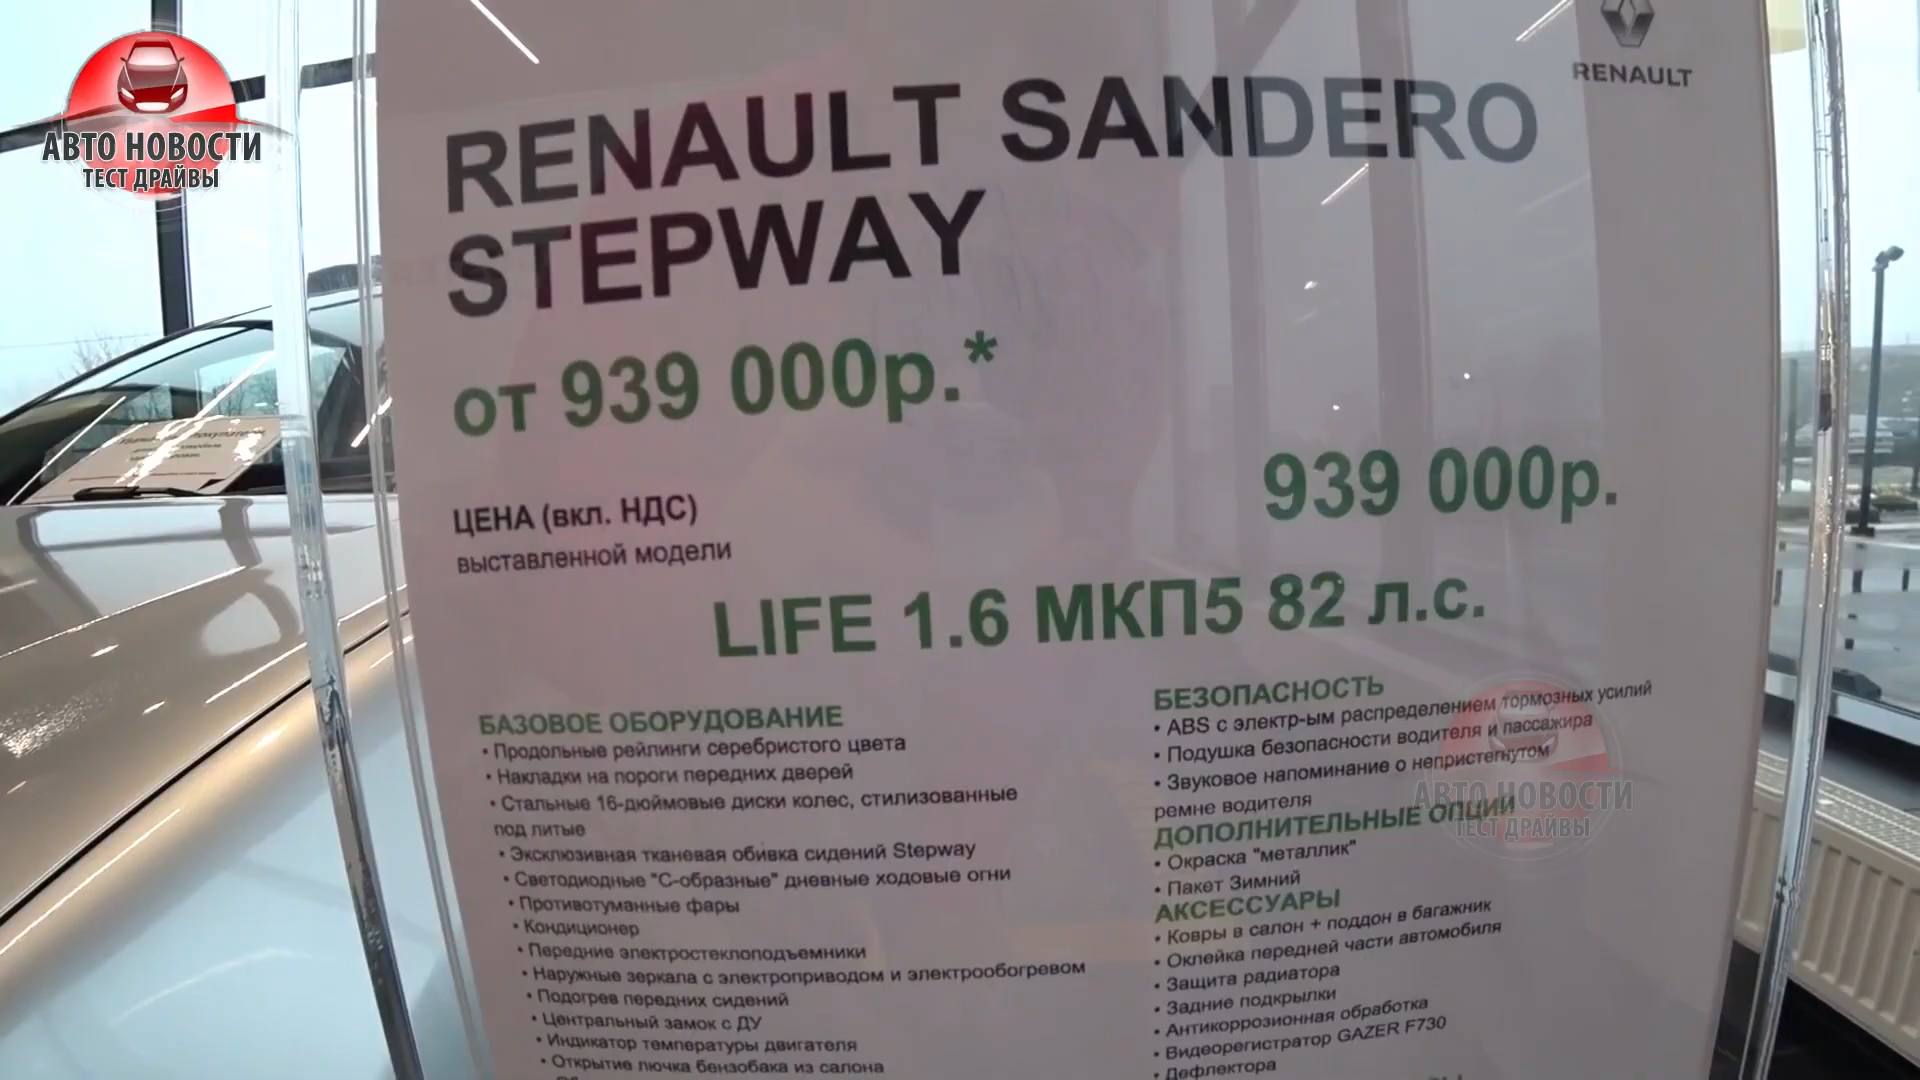 АВТО НОВОСТИ
ТЕСТ ДРАЙВЫ
RENAULT
RENAULT SANDERO
STEPWAY
от 939 000р.*
939 000р.
ЦЕНА (вкл. НДС)
выставленной модели
LIFE 1.6 МКП5 82 л.с.
БАЗОВОЕ ОБОРУДОВАНИЕ
• Продольные рейлинги серебристого цвета
• Накладки на пороги передних дверей
• Стальные 16-дюймовые диски колес, стилизованные
под литые
• Эксклюзивная тканевая обивка сидений Stepway
• Светодиодные "С-образные" дневные ходовые огни
• Противотуманные фары
• Кондиционер
• Передние электростеклоподъемники
• Наружные зеркала с электроприводом и электрообогревом
• Подогрев передних сидений
• Центральный замок с ДУ
• Индикатор температуры двигателя
• Открытие лючка бензобака из салона
БЕЗОПАСНОСТЬ
• ABS с электр-ым распределением тормозных усилий
• Подушка безопасности водителя и пассажира
• Звуковое напоминание о непристегнутом
ремне водителя
ДОПОЛНИТЕЛЬНЫЕ ОПЦИИ
• Окраска "металлик"
• Пакет Зимний
АКСЕССУАРЫ
• Ковры в салон + поддон в багажник
• Оклейка передней части автомобиля
• Защита радиатора
• Задние подкрылки
• Антикоррозионная обработка
• Видеорегистратор GAZER F730
• Дефлектора
АВТО НОВОСТИ
ТЕСТ ДРАЙВЫ